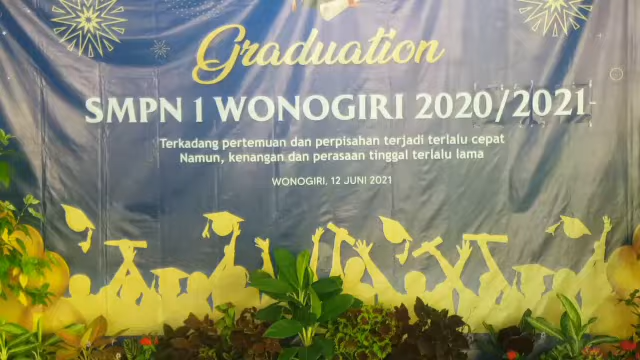 Graduation
SMPN 1 WONOGIRI 2020/2021
Terkadang pertemuan dan perpisahan terjadi terlalu cepat
Namun, kenangan dan perasaan tinggal terlalu lama
WONOGIRI, 12 JUNI 2021